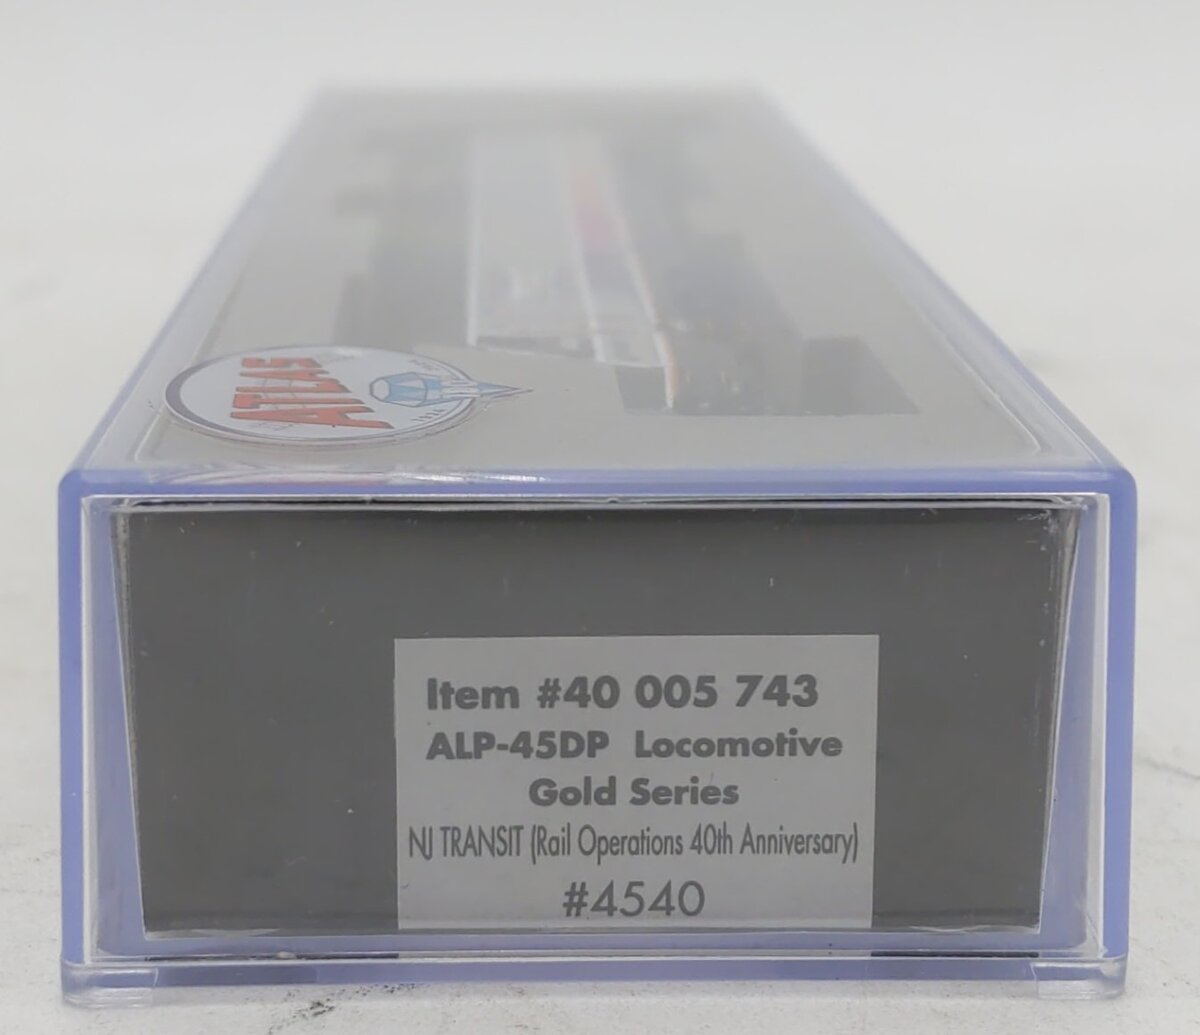 ATLAS
Item #40 005 743
ALP-45DP Locomotive
Gold Series
NJ TRANSIT (Rail Operations 40th Anniversary)
#4540